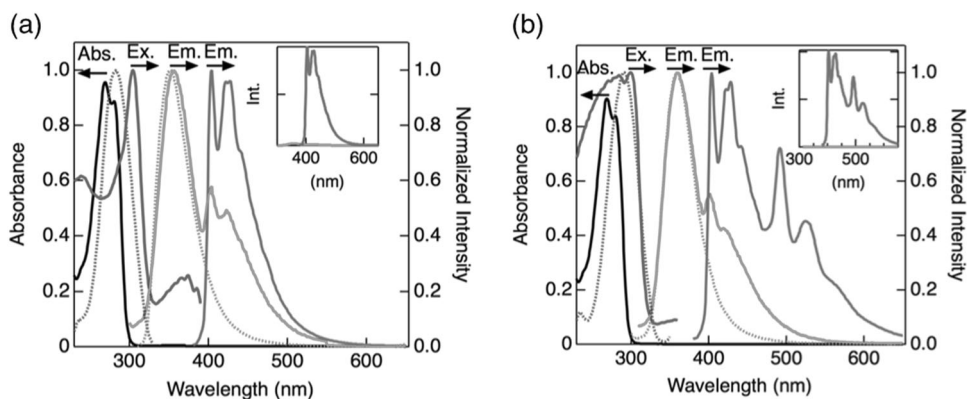 (a)
Abs.
Ex.
Em.
Em.
1.0
0.8
0.6
0.4
0.2
0
Absorbance
300
400
500
600
Wavelength (nm)
1.0
0.8
0.6
0.4
0.2
0.0
Normalized Intensity
Int.
400
600
(nm)
(b)
Abs.
Ex.
Em.
Em.
1.0
0.8
0.6
0.4
0.2
0
Absorbance
300
400
500
600
Wavelength (nm)
1.0
0.8
0.6
0.4
0.2
0.0
Normalized Intensity
Int.
300
500
(nm)